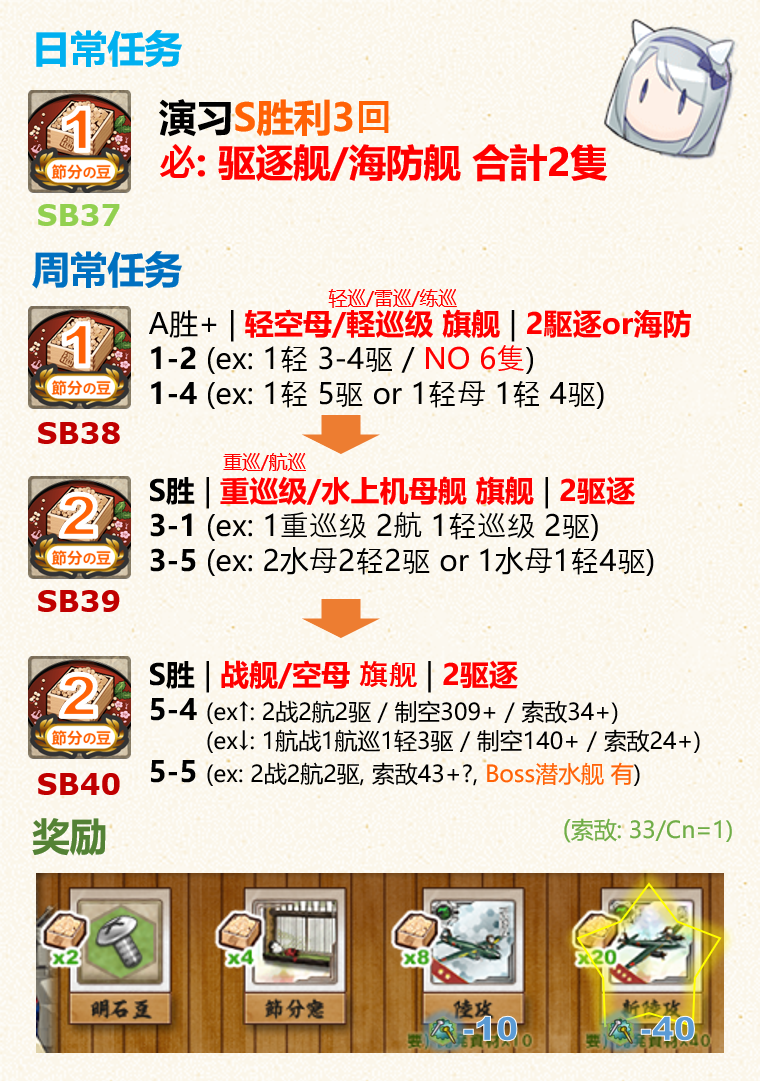 日常任务
1
節分の豆
SB37
演习S胜利3回
必: 驱逐舰/海防舰 合計2隻
周常任务
1
節分の豆
SB38
轻巡/雷巡/练巡
A胜+ | 轻空母/軽巡级 旗舰 | 2駆逐or海防
1-2 (ex: 1轻 3-4驱 / NO 6隻)
1-4 (ex: 1轻 5驱 or 1轻母 1轻 4驱)
2
節分の豆
SB39
重巡/航巡
S胜 | 重巡级/水上机母舰 旗舰 | 2驱逐
3-1 (ex: 1重巡级 2航 1轻巡级 2驱)
3-5 (ex: 2水母2轻2驱 or 1水母1轻4驱)
2
節分の豆
SB40
S胜 | 战舰/空母 旗舰 | 2驱逐
5-4 (ex↑: 2战2航2驱 / 制空309+ / 索敌34+)
(ex↓: 1航战1航巡1轻3驱 / 制空140+ / 索敌24+)
5-5 (ex: 2战2航2驱, 索敌43+?, Boss潜水舰 有)
奖励
(索敌: 33/Cn=1)
x2
明石豆
x4
節分窓
x8
陸攻
-10
x20
新陸攻
-40